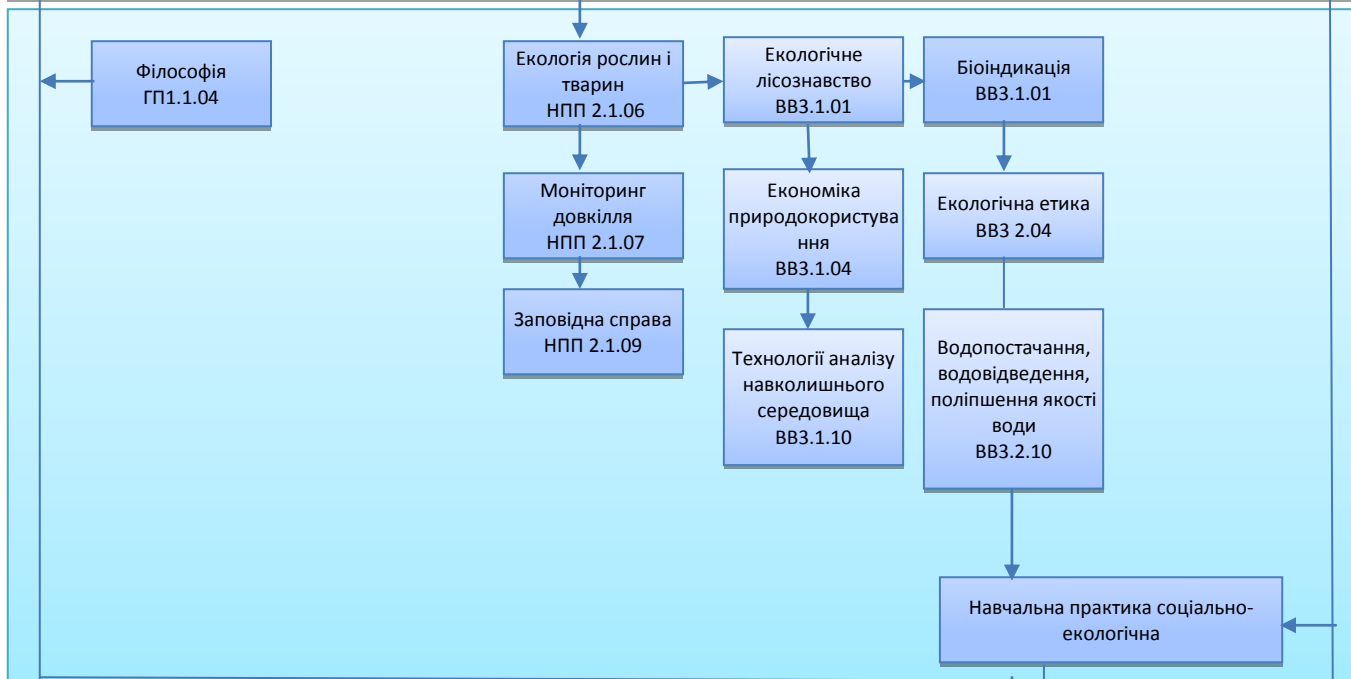 Філософія
ГП1.1.04
Екологія рослин і
тварин
НПП 2.1.06
Екологічне
лісознавство
ВВ3.1.01
Біоіндикація
ВВ3.1.01
Моніторинг
довкілля
НПП 2.1.07
Економіка
природокористува
ння
ВВ3.1.04
Екологічна етика
ВВ3 2.04
Заповідна справа
НПП 2.1.09
Технології аналізу
навколишнього
середовища
ВВ3.1.10
Водопостачання,
водовідведення,
поліпшення якості
води
ВВ3.2.10
Навчальна практика соціально-
екологічна